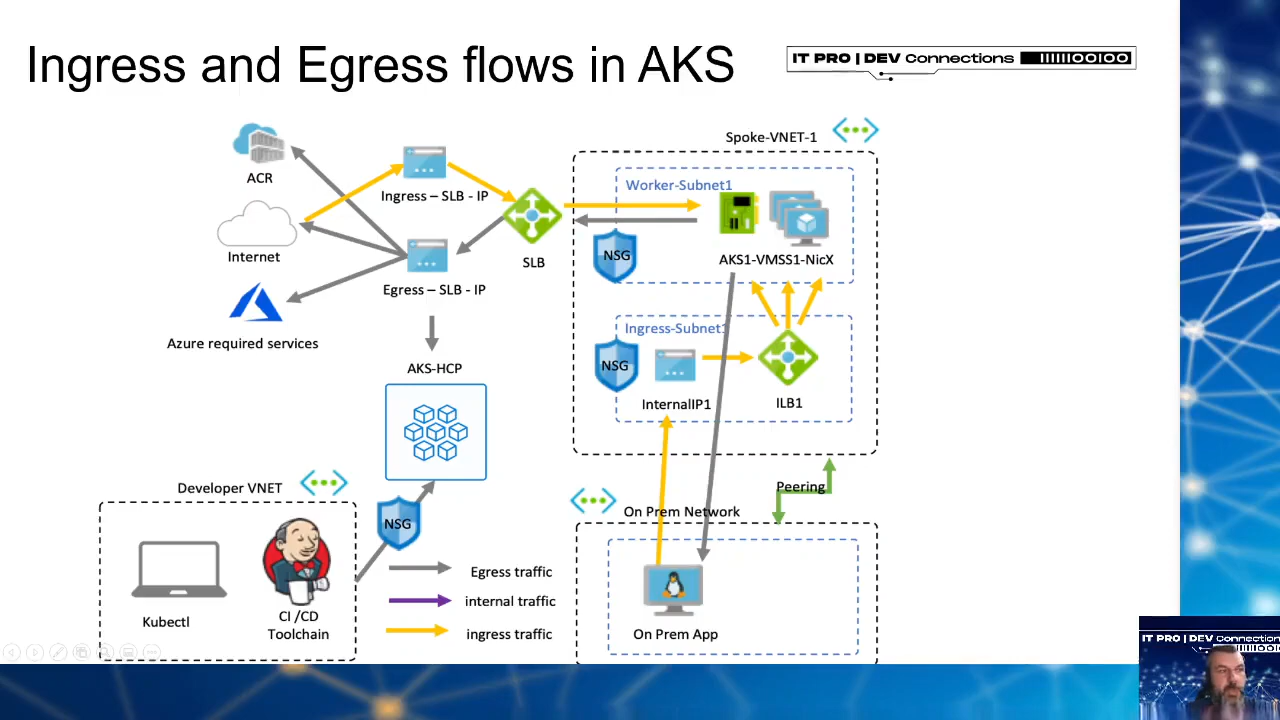 Ingress and Egress flows in AKS
IT PRO | DEV Connections
Spoke-VNET-1
ACR
Ingress – SLB - IP
Worker-Subnet1
Internet
SLB
NSG
AKS1-VMSS1-NicX
Egress – SLB - IP
Azure required services
Ingress-Subnet1
AKS-HCP
NSG
InternalIP1
ILB1
Developer VNET
Peering
On Prem Network
NSG
Egress traffic
internal traffic
ingress traffic
Kubectl
CI /CD
Toolchain
On Prem App
IT PRO | DEV Connections